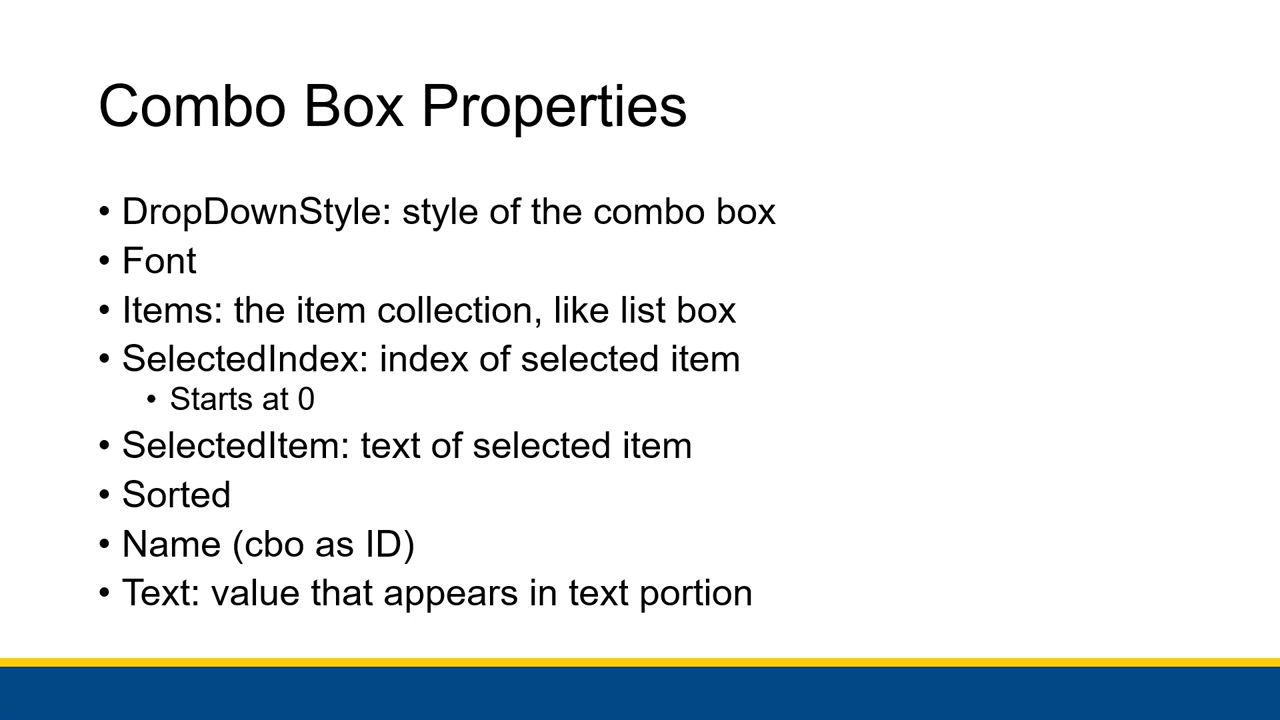 Combo Box Properties
• DropDownStyle: style of the combo box
• Font
• Items: the item collection, like list box
• SelectedIndex: index of selected item
• Starts at 0
• SelectedItem: text of selected item
• Sorted
• Name (cbo as ID)
• Text: value that appears in text portion